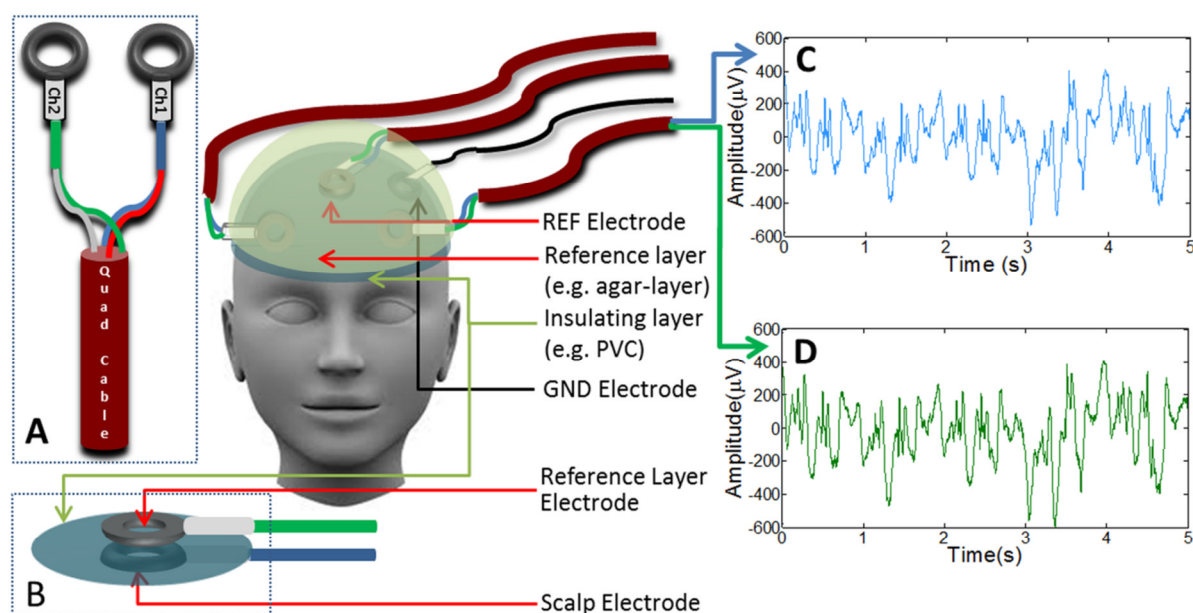 Ch2
Ch1
Quad Cable
A
REF Electrode
Reference layer
(e.g. agar-layer)
Insulating layer
(e.g. PVC)
GND Electrode
Reference Layer
Electrode
Scalp Electrode
B
C
600
400
200
0
-200
-400
-600
Amplitude(µV)
0
1
2
3
4
5
Time (s)
D
600
400
200
0
-200
-400
-600
Amplitude(µV)
0
1
2
3
4
5
Time(s)